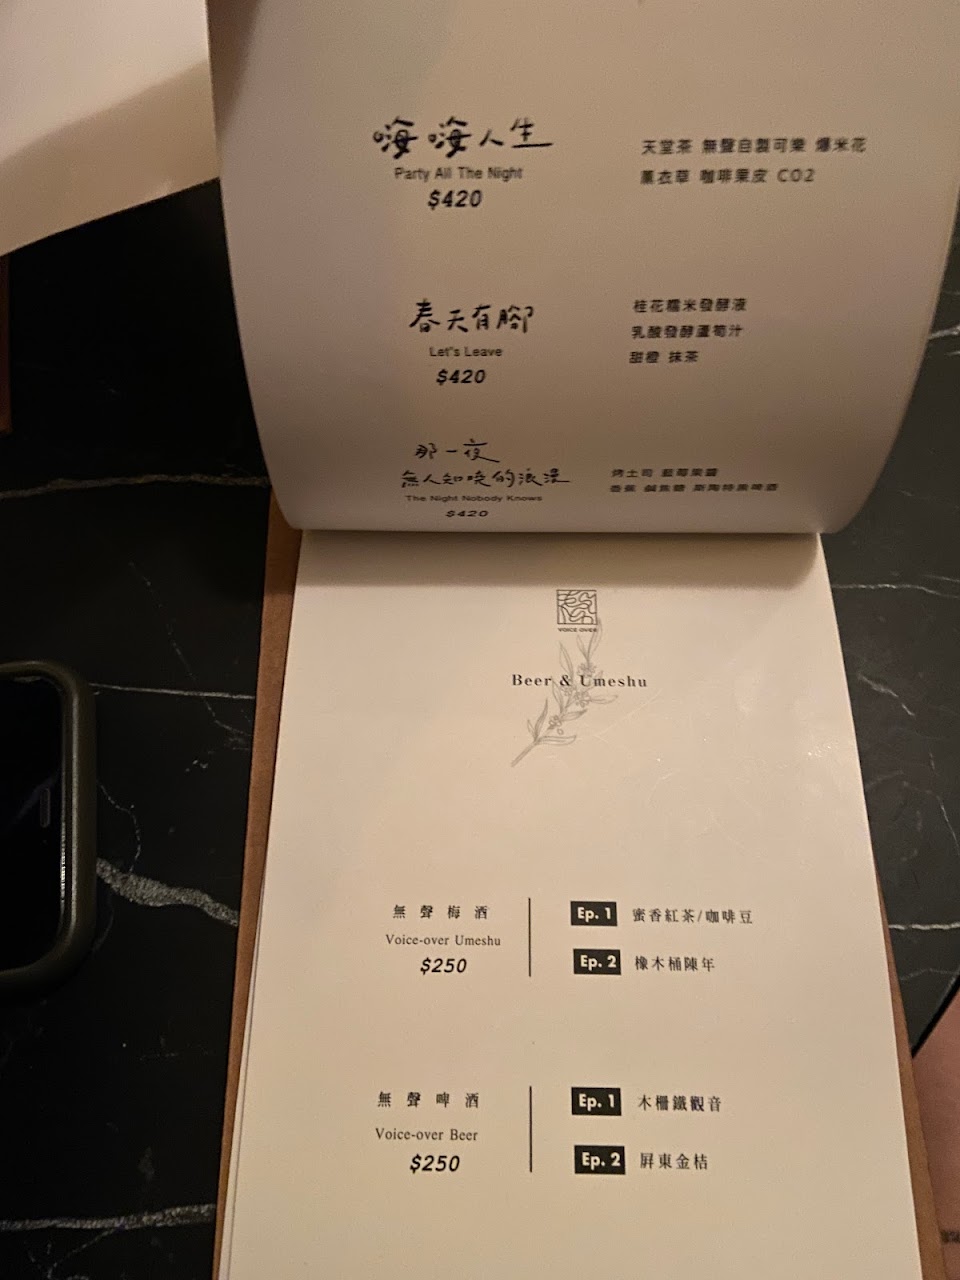 嗨嗨人生
Party All The Night
$420
天堂茶 無聲自製可樂 爆米花
薰衣草 咖啡果皮 CO2
春天有腳
Let's Leave
$420
桂花糯米發酵液
乳酸發酵蘆筍汁
甜橙 抹茶
那一夜
無人知曉的浪漫
The Night Nobody Knows
$420
烤土司 藍莓果醬
香蕉 鹹焦糖 斯陶特黑啤酒
VOICE OVER
Beer & Umeshu
無聲梅酒
Voice-over Umeshu
$250
Ep. 1 蜜香紅茶/咖啡豆
Ep. 2 橡木桶陳年
無聲啤酒
Voice-over Beer
$250
Ep. 1 木柵鐵觀音
Ep. 2 屏東金桔